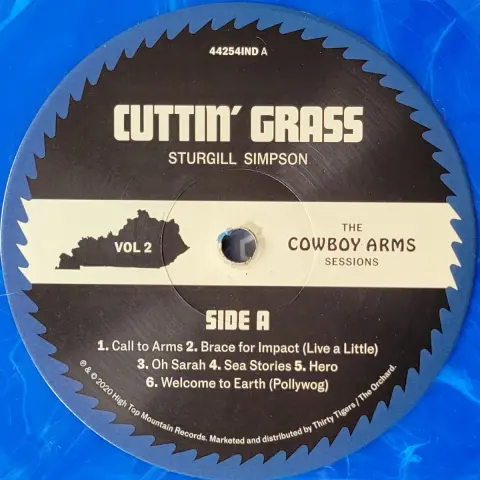 44254IND A
CUTTIN' GRASS
STURGILL SIMPSON
VOL 2
THE
COWBOY ARMS
SESSIONS
SIDE A
1. Call to Arms 2. Brace for Impact (Live a Little)
3. Oh Sarah 4. Sea Stories 5. Hero
6. Welcome to Earth (Pollywog)
℗ & © 2020 High Top Mountain Records. Marketed and distributed by Thirty Tigers / The Orchard.